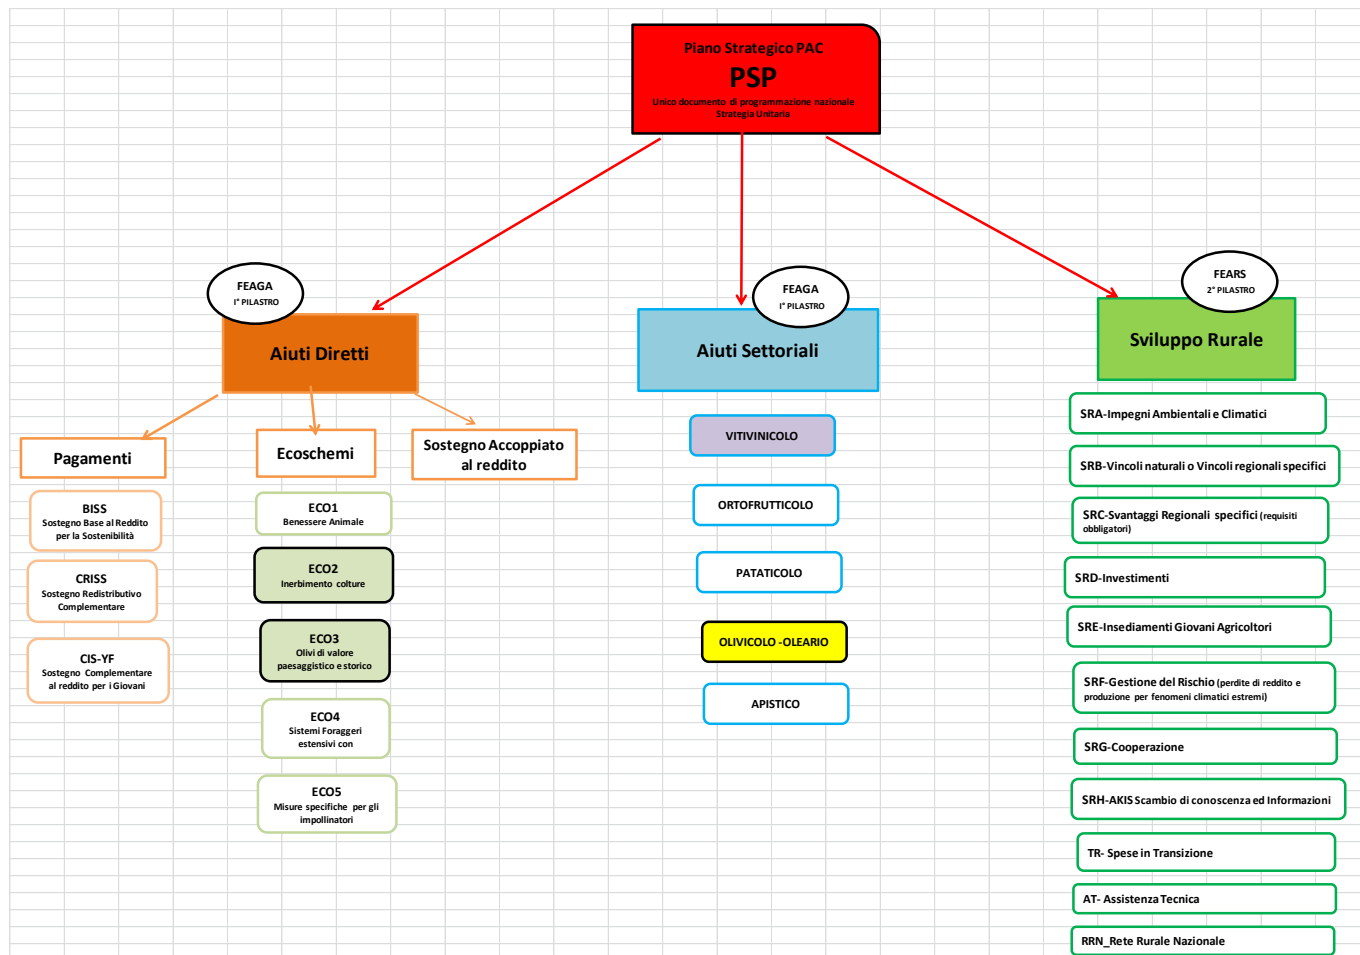 Piano Strategico PAC
PSP
Unico documento di programmazione nazionale
Strategia Unitaria
FEAGA
I° PILASTRO
Aiuti Diretti
FEAGA
I° PILASTRO
Aiuti Settoriali
FEARS
2° PILASTRO
Sviluppo Rurale
Pagamenti
BISS
Sostegno Base al Reddito
per la Sostenibilità
CRISS
Sostegno Redistributivo
Complementare
CIS-YF
Sostegno Complementare
al reddito per i Giovani
Ecoschemi
ECO1
Benessere Animale
ECO2
Inerbimento colture
ECO3
Olivi di valore
paesaggistico e storico
ECO4
Sistemi Foraggeri
estensivi con
ECO5
Misure specifiche per gli
impollinatori
Sostegno Accoppiato
al reddito
VITIVINICOLO
ORTOFRUTTICOLO
PATATICOLO
OLIVICOLO -OLEARIO
APISTICO
SRA-Impegni Ambientali e Climatici
SRB-Vincoli naturali o Vincoli regionali specifici
SRC-Svantaggi Regionali specifici (requisiti
obbligatori)
SRD-Investimenti
SRE-Insediamenti Giovani Agricoltori
SRF-Gestione del Rischio (perdite di reddito e
produzione per fenomeni climatici estremi)
SRG-Cooperazione
SRH-AKIS Scambio di conoscenza ed Informazioni
TR- Spese in Transizione
AT- Assistenza Tecnica
RRN_Rete Rurale Nazionale